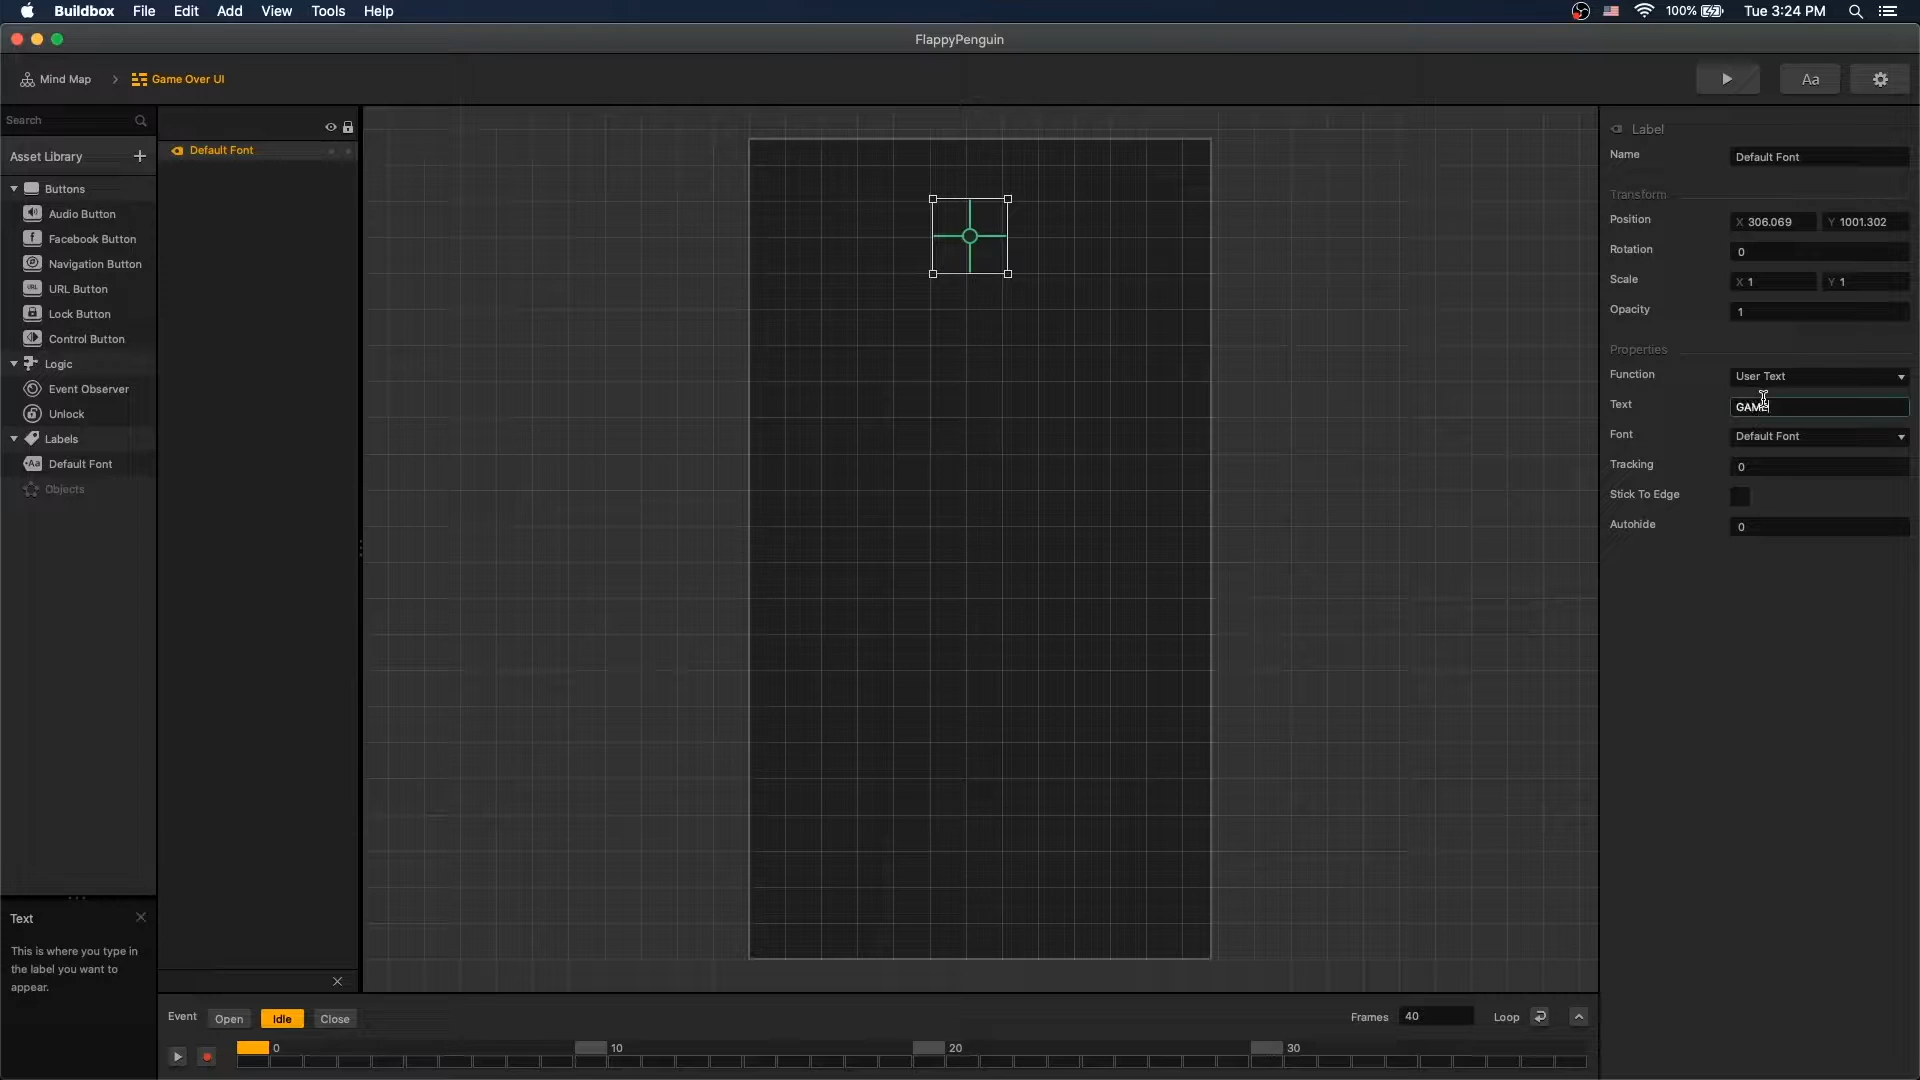 Buildbox File Edit Add View Tools Help 100% Tue 3:24 PM
FlappyPenguin
Mind Map Game Over UI Aa
Search
Asset Library
Buttons
Audio Button
Facebook Button
Navigation Button
URL URL Button
Lock Button
Control Button
Logic
Event Observer
Unlock
Labels
Aa Default Font
Objects
Text
This is where you type in
the label you want to
appear.
Default Font
Label
Name Default Font
Transform
Position X 306.069 Y 1001.302
Rotation 0
Scale X 1 Y 1
Opacity 1
Properties
Function User Text
Text GAME
Font Default Font
Tracking 0
Stick To Edge
Autohide 0
Event Open Idle Close Frames 40 Loop
0 10 20 30